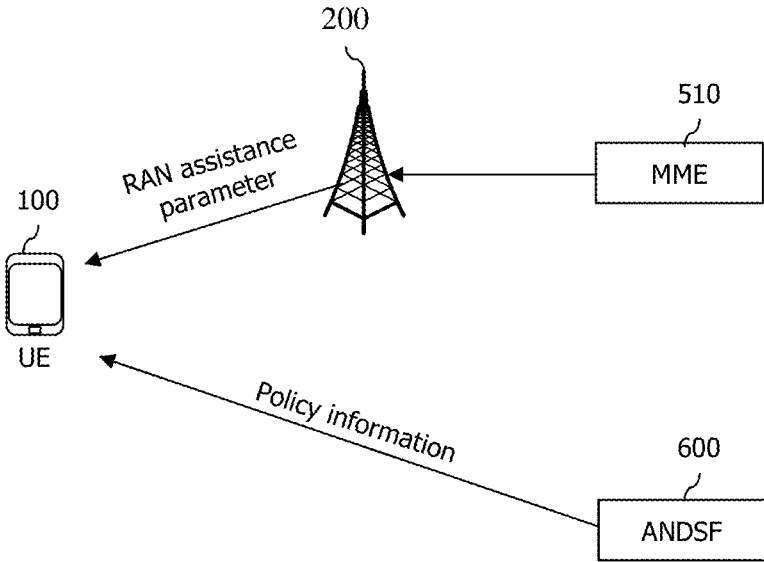 200
510
MME
RAN assistance
parameter
100
UE
Policy information
600
ANDSF